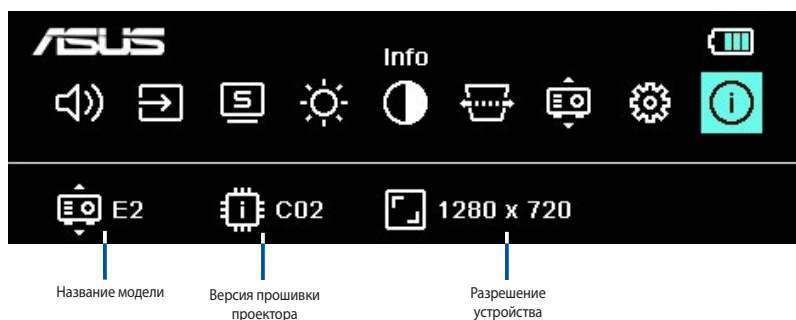 ASUS
Info
E2
C02
1280 x 720
Название модели
Версия прошивки
проектора
Разрешение
устройства